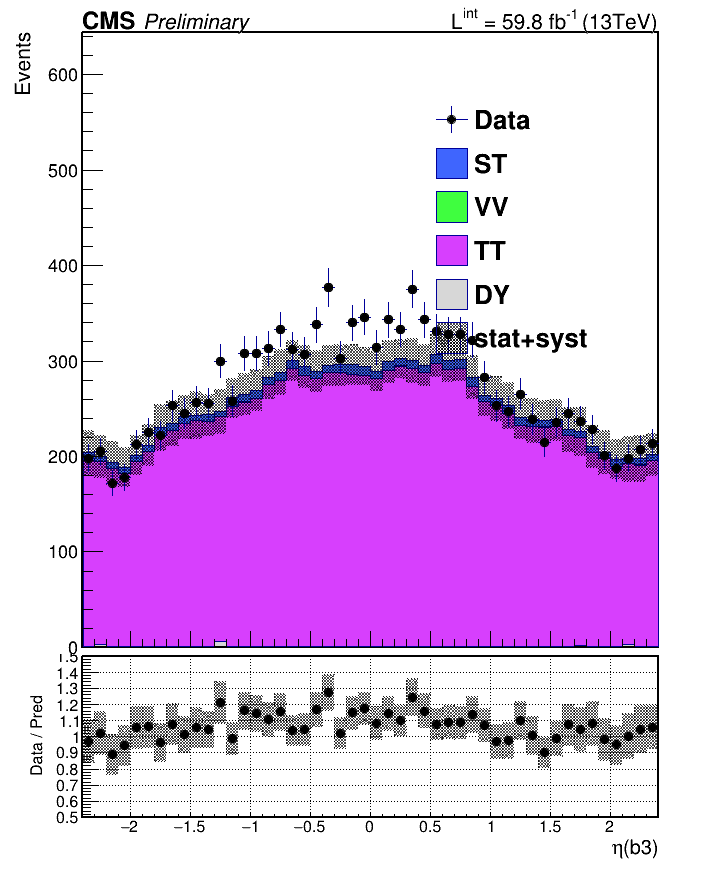 CMS Preliminary L^int = 59.8 fb^-1 (13TeV)
Events
600
500
400
300
200
100
0
Data
ST
VV
TT
DY
stat+syst
Data / Pred
1.5
1.4
1.3
1.2
1.1
1
0.9
0.8
0.7
0.6
0.5
−2 −1.5 −1 −0.5 0 0.5 1 1.5 2
η(b3)